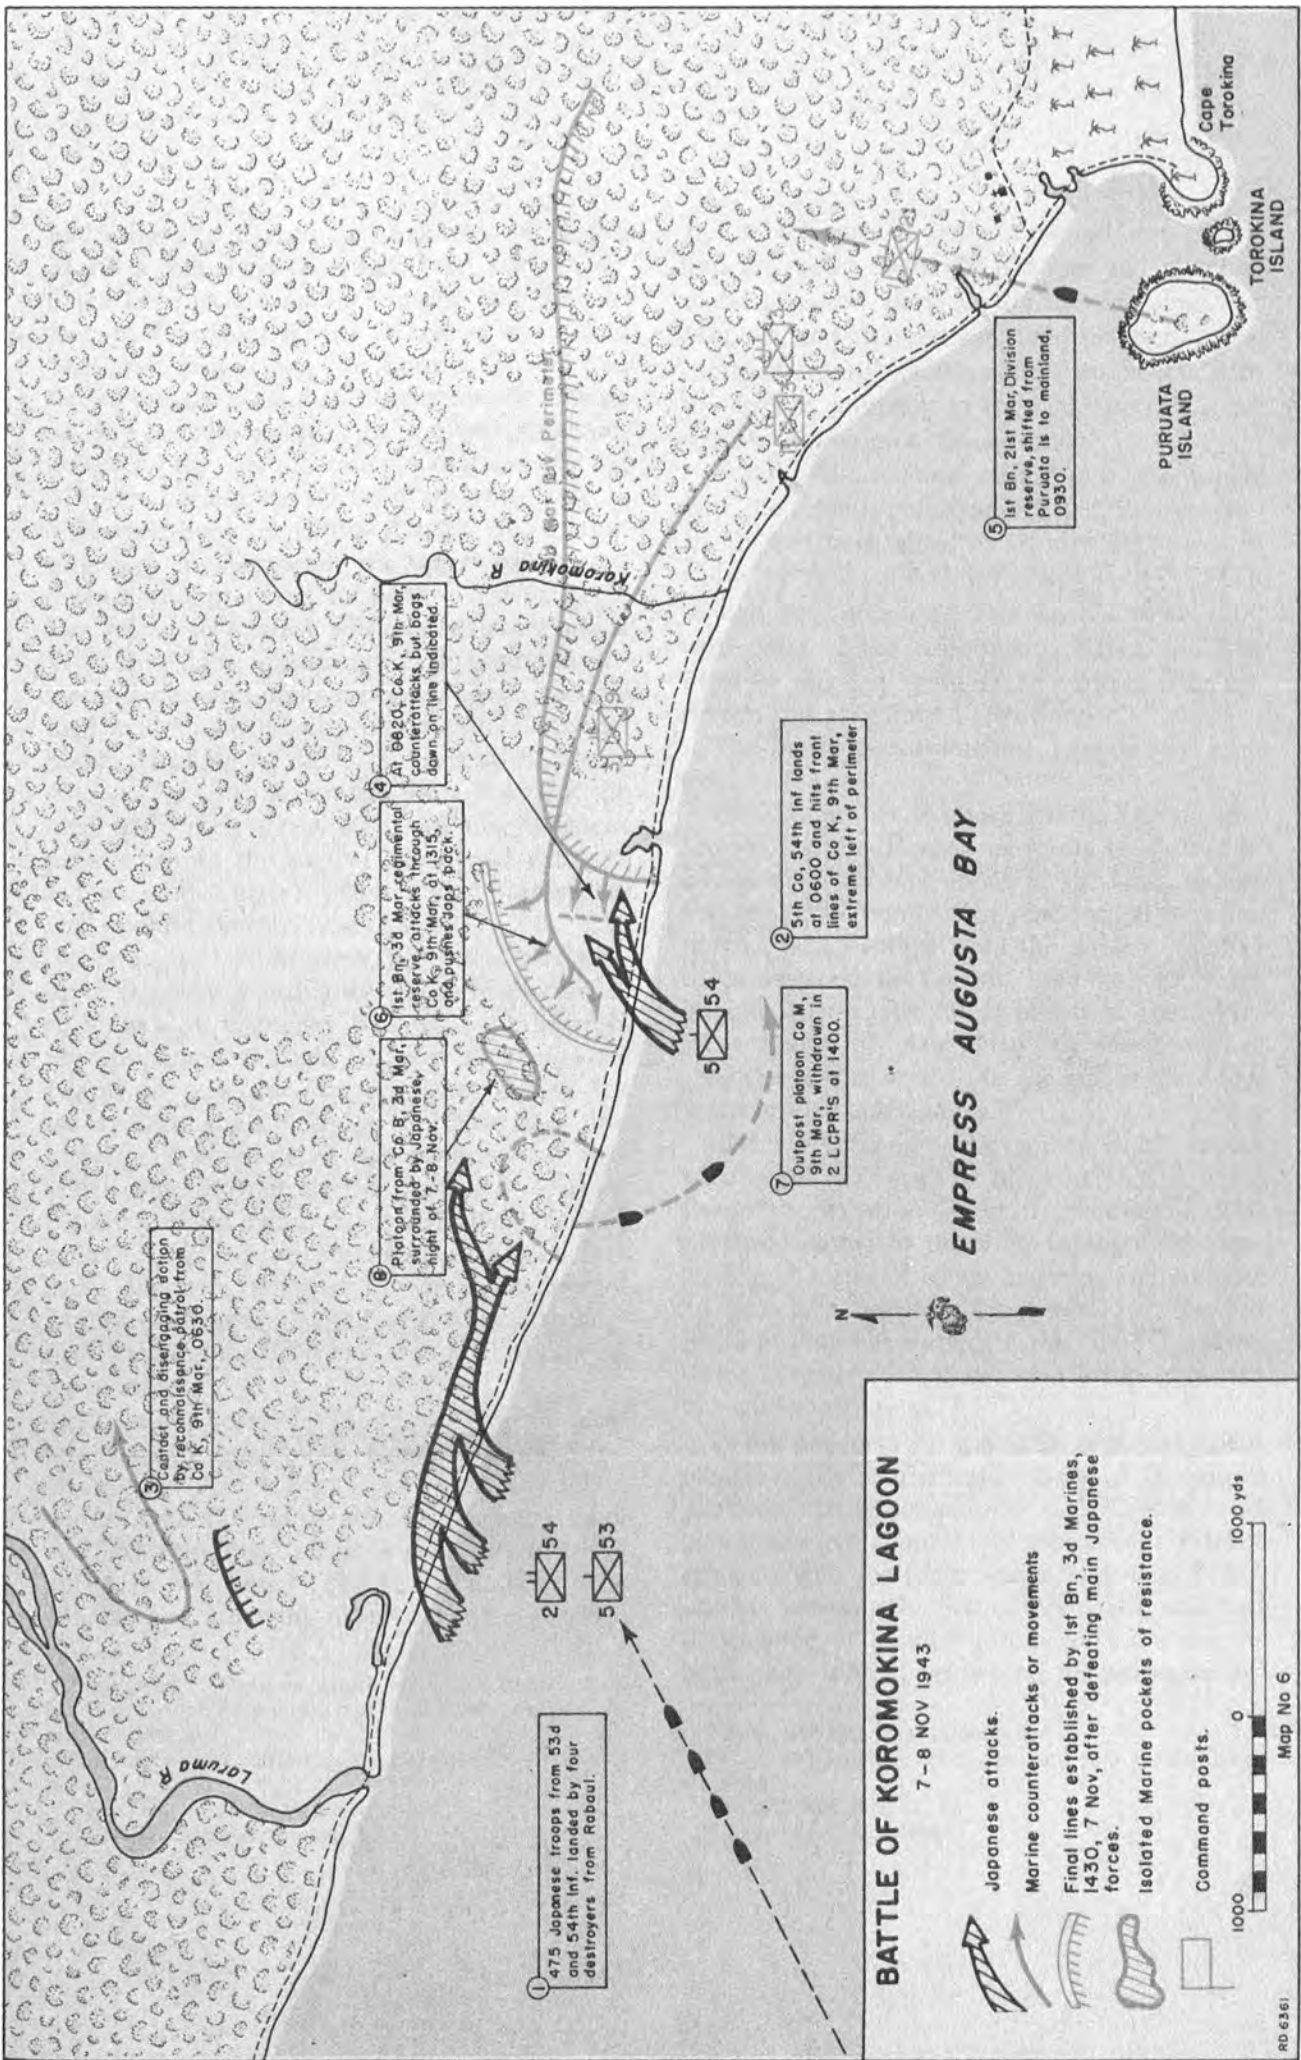 BATTLE OF KOROMOKINA LAGOON
7-8 NOV 1943
Japanese attacks.
Marine counterattacks or movements
Final lines established by 1st Bn, 3d Marines,
1430, 7 Nov, after defeating main Japanese
forces.
Isolated Marine pockets of resistance.
Command posts.
1000
0
1000 yds
Map No 6
RD 6361
1
475 Japanese troops from 53d
and 54th Inf. landed by four
destroyers from Rabaul.
Laruma R
2
54
5
53
3
Contact and disengaging action
by reconnaissance patrol from
Co K, 9th Mar, 0630.
8
Platoon from Co B, 3d Mar,
surrounded by Japanese,
night of 7-8 Nov.
6
1st Bn, 3d Mar, regimental
reserve, attacks through
Co K, 9th Mar, at 1315,
and pushes Japs back.
4
At 0820, Co K, 9th Mar,
counterattacks, but bogs
down on line indicated.
5
54
7
Outpost platoon Co M,
9th Mar, withdrawn in
2 LCPR'S at 1400.
2
5th Co, 54th Inf lands
at 0600 and hits front
lines of Co K, 9th Mar,
extreme left of perimeter
N
EMPRESS AUGUSTA BAY
Koromokina R
Perimeter
5
1st Bn, 21st Mar, Division
reserve, shifted from
Puruata is to mainland,
0930.
PURUATA
ISLAND
TOROKINA
ISLAND
Cape
Torokina